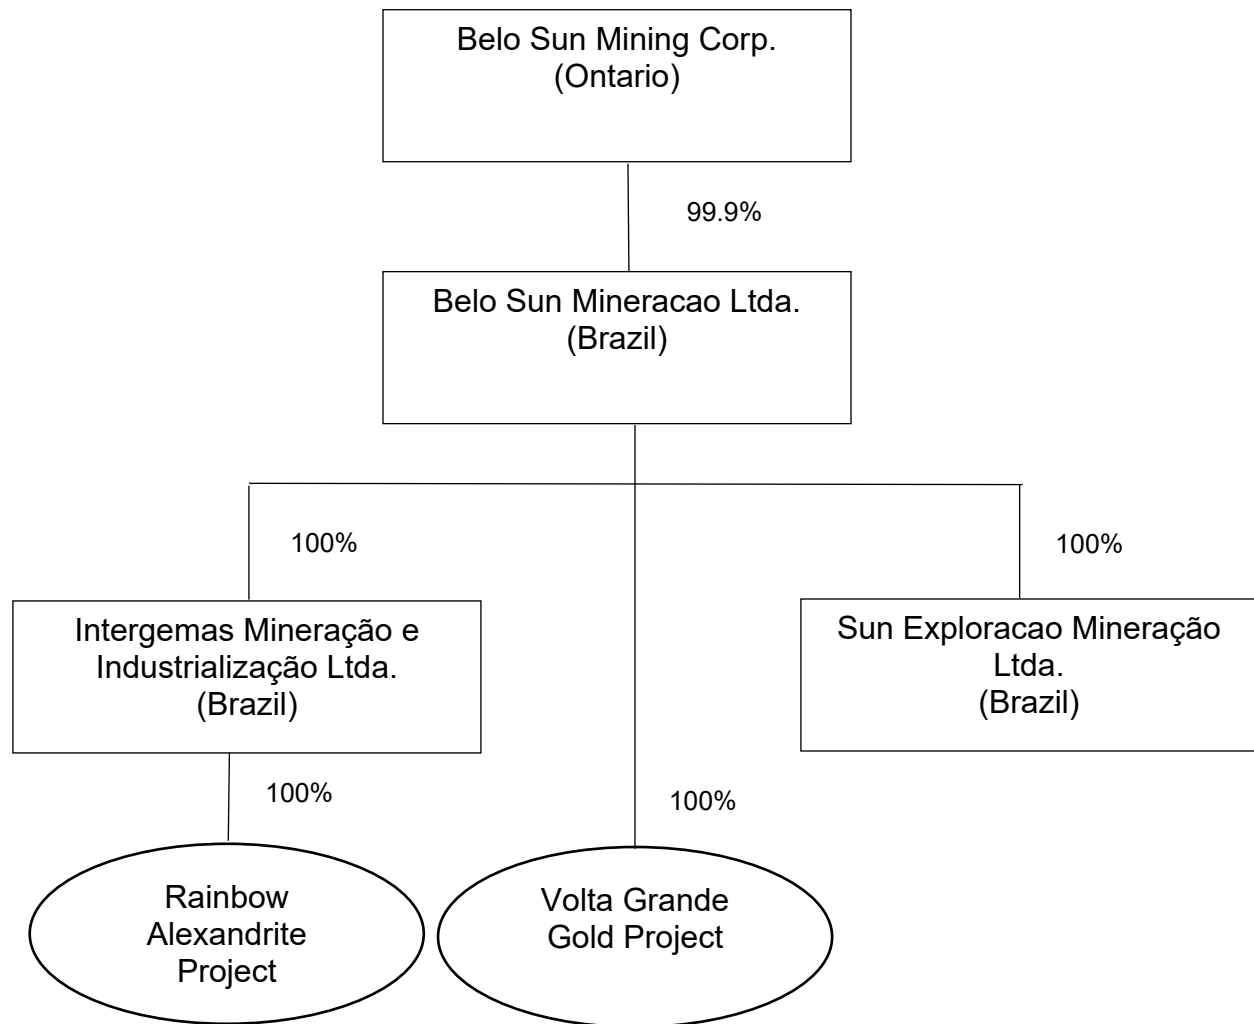 Belo Sun Mining Corp.
(Ontario)
99.9%
Belo Sun Mineracao Ltda.
(Brazil)
100%
100%
Intergemas Mineração e
Industrialização Ltda.
(Brazil)
Sun Exploracao Mineração
Ltda.
(Brazil)
100%
100%
Rainbow
Alexandrite
Project
Volta Grande
Gold Project